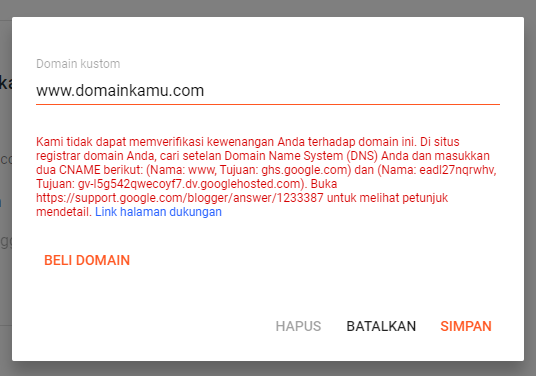 Domain kustom
www.domainkamu.com
Kami tidak dapat memverifikasi kewenangan Anda terhadap domain ini. Di situs
registrar domain Anda, cari setelan Domain Name System (DNS) Anda dan masukkan
dua CNAME berikut: (Nama: www, Tujuan: ghs.google.com) dan (Nama: eadl27nqrwhv,
Tujuan: gv-l5g542qwecoyf7.dv.googlehosted.com). Buka
https://support.google.com/blogger/answer/1233387 untuk melihat petunjuk
mendetail. Link halaman dukungan
BELI DOMAIN
HAPUS BATALKAN SIMPAN